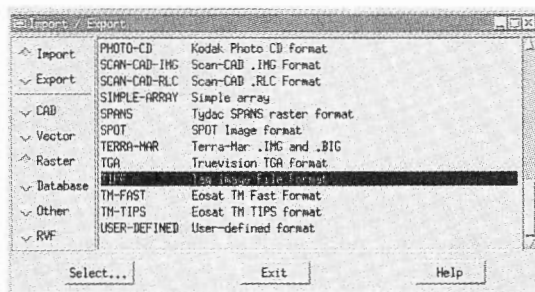 Import / Export
Import
Export
CAD
Vector
Raster
Database
Other
RVF
PHOTO-CD Kodak Photo CD format
SCAN-CAD-IMG Scan-CAD .IMG Format
SCAN-CAD-RLC Scan-CAD .RLC Format
SIMPLE-ARRAY Simple array
SPANS Tydac SPANS raster format
SPOT SPOT Image format
TERRA-MAR Terra-Mar .IMG and .BIG
TGA Truevision TGA format
TIFF Tag Image File Format
TM-FAST Eosat TM Fast format
TM-TIPS Eosat TM TIPS format
USER-DEFINED User-defined format
Select... Exit Help